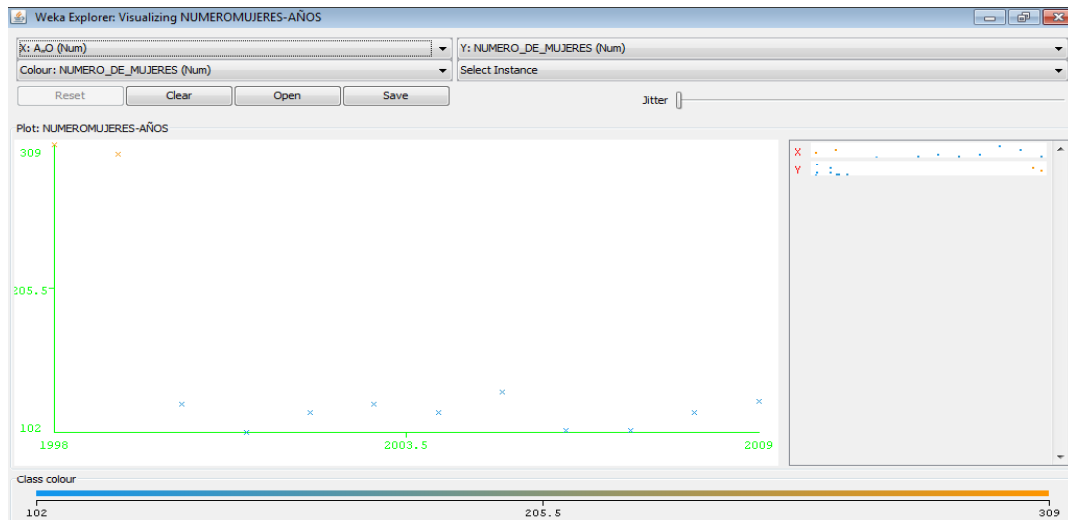 Weka Explorer: Visualizing NUMEROMUJERES-AÑOS
X: A„O (Num)
Y: NUMERO_DE_MUJERES (Num)
Colour: NUMERO_DE_MUJERES (Num)
Select Instance
Reset
Clear
Open
Save
Jitter
Plot: NUMEROMUJERES-AÑOS
309
205.5
102
1998
2003.5
2009
X
Y
Class colour
102
205.5
309